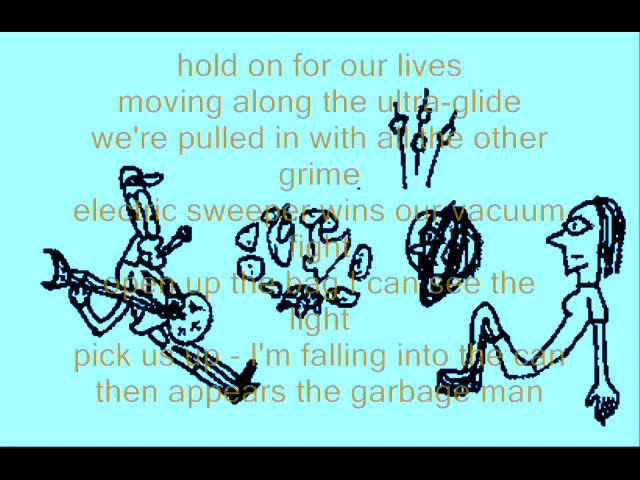 hold on for our lives
moving along the ultra-glide
we're pulled in with all the other
grime
electric sweeper wins our vacuum
fight
open up the bag I can see the
light
pick us up - I'm falling into the can
then appears the garbage man